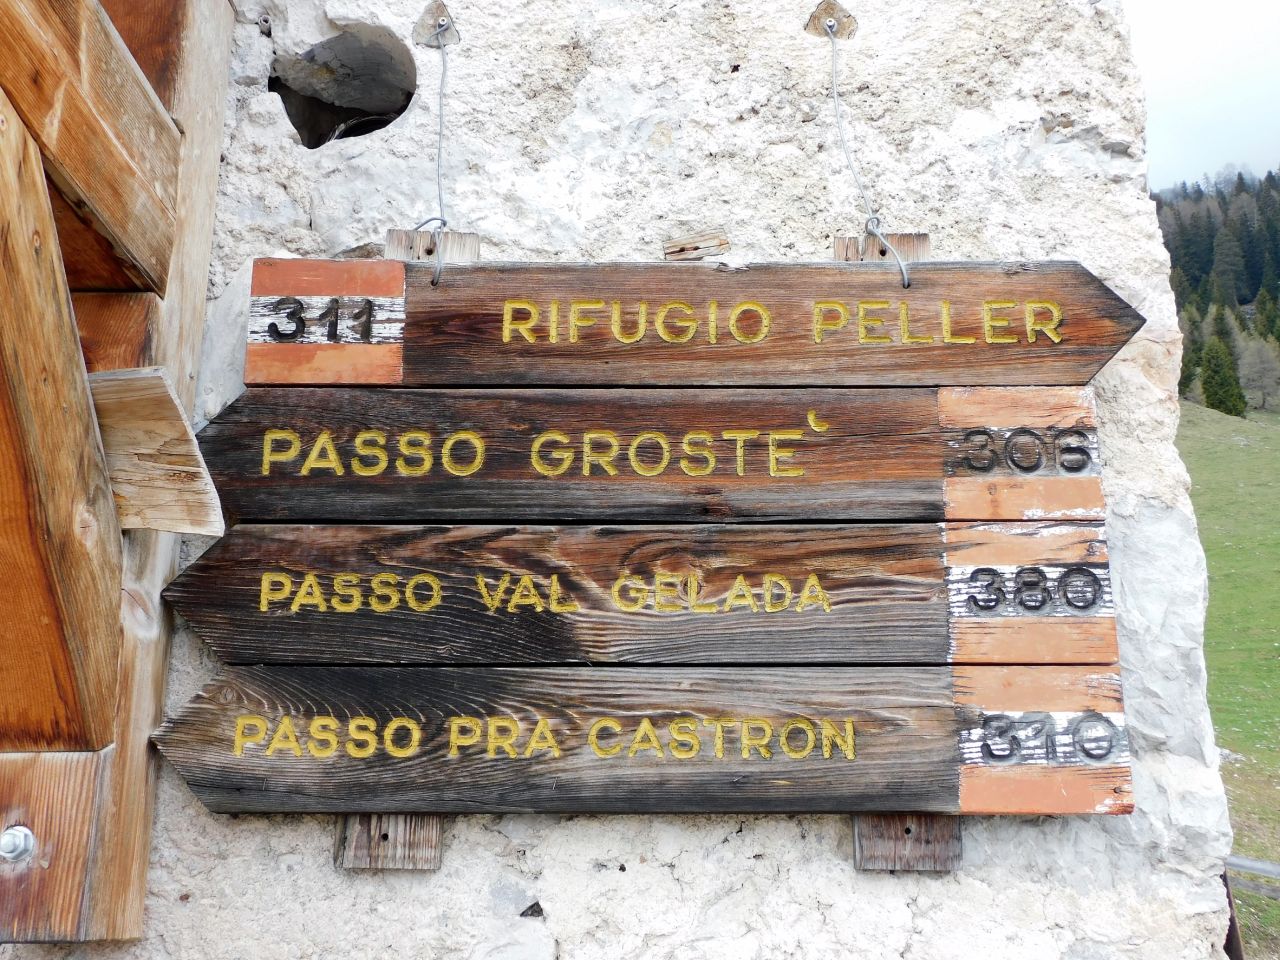 311 RIFUGIO PELLER
PASSO GROSTE` 306
PASSO VAL GELADA 380
PASSO PRA CASTRON 310